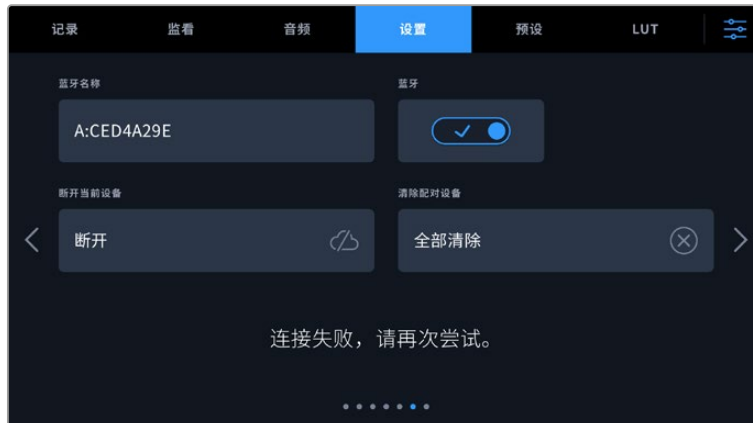 记录 监看 音频 设置 预设 LUT
蓝牙名称 蓝牙
A:CED4A29E
断开当前设备 清除配对设备
断开 全部清除
连接失败，请再次尝试。